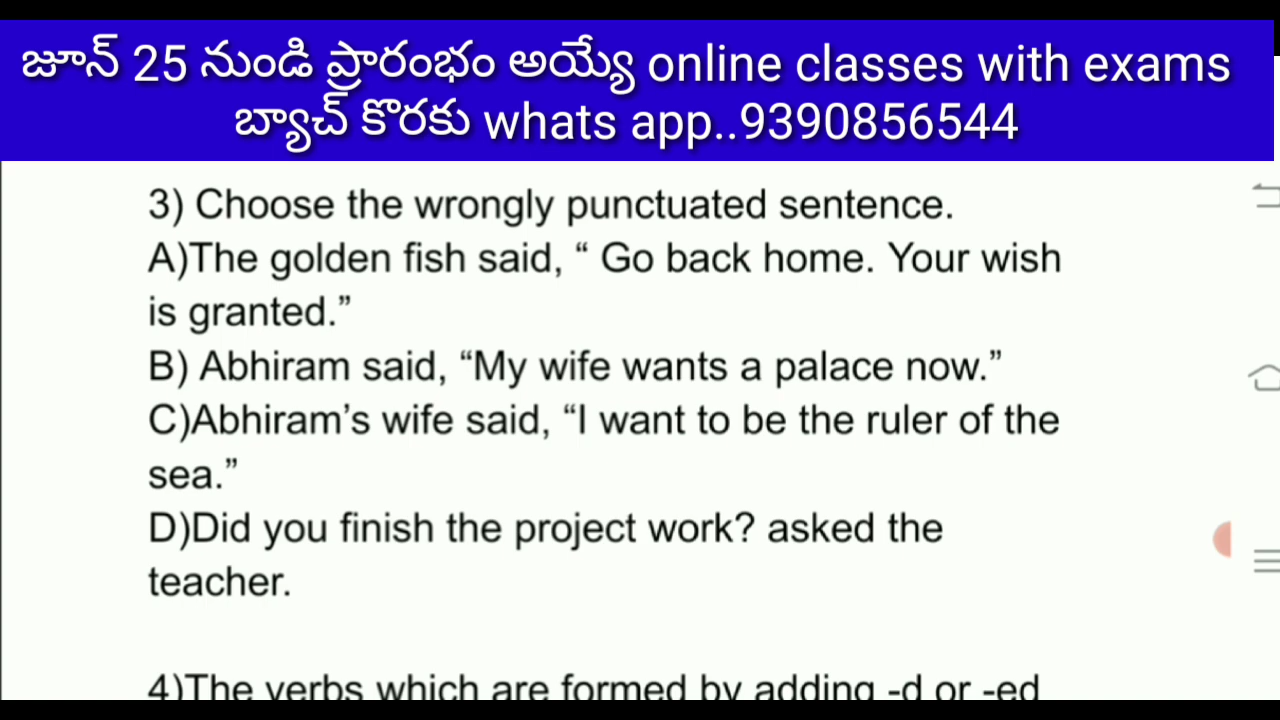 జూన్ 25 నుండి ప్రారంభం అయ్యే online classes with exams
బ్యాచ్ కొరకు whats app..9390856544
3) Choose the wrongly punctuated sentence.
A)The golden fish said, “ Go back home. Your wish
is granted.”
B) Abhiram said, “My wife wants a palace now.”
C)Abhiram’s wife said, “I want to be the ruler of the
sea.”
D)Did you finish the project work? asked the
teacher.
4)The verbs which are formed by adding -d or -ed